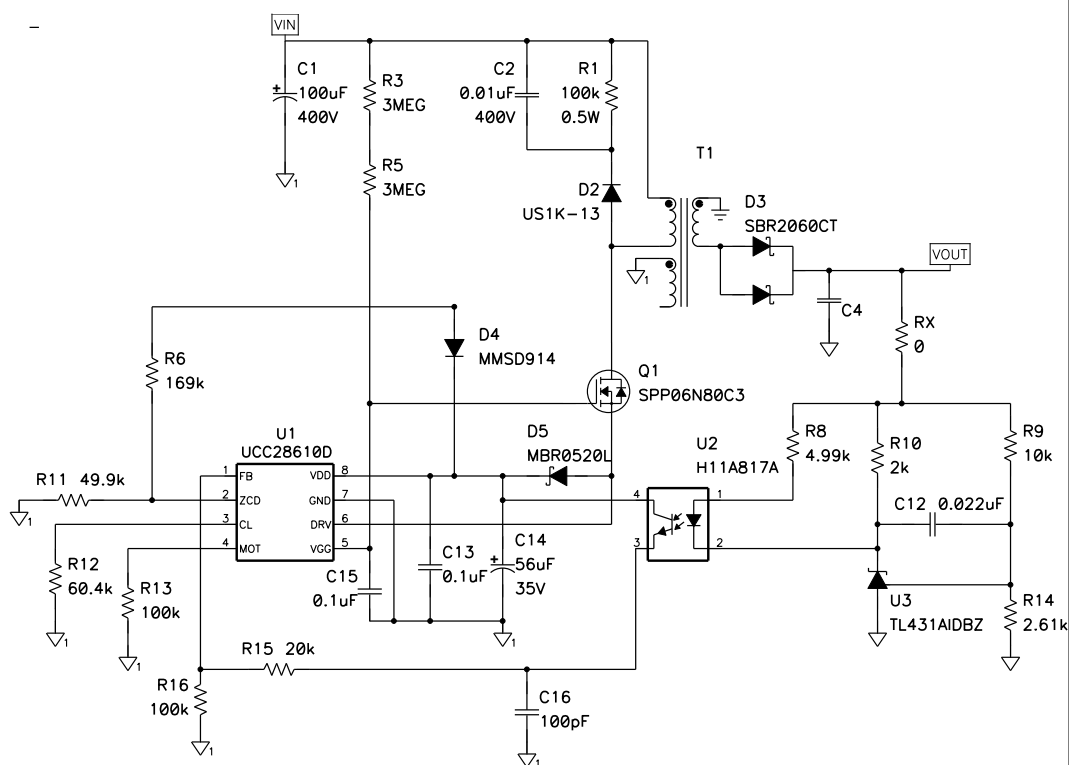 VIN
C1
100uF
400V
R3
3MEG
C2
0.01uF
400V
R1
100k
0.5W
R5
3MEG
1
T1
D2
US1K-13
D3
SBR2060CT
1
VOUT
C4
RX
0
D4
MMSD914
R6
169k
Q1
SPP06N80C3
U1
UCC28610D
D5
MBR0520L
U2
H11A817A
R8
4.99k
R10
2k
R9
10k
R11 49.9k
1
1 FB VDD 8
2 ZCD GND 7
3 CL DRV 6
4 MOT VGG 5
4
1
3
2
C12 0.022uF
R12
60.4k
1
R13
100k
1
C15
0.1uF
C13
0.1uF
C14
56uF
35V
1
U3
TL431AIDBZ
R14
2.61k
R15 20k
R16
100k
1
C16
100pF
1